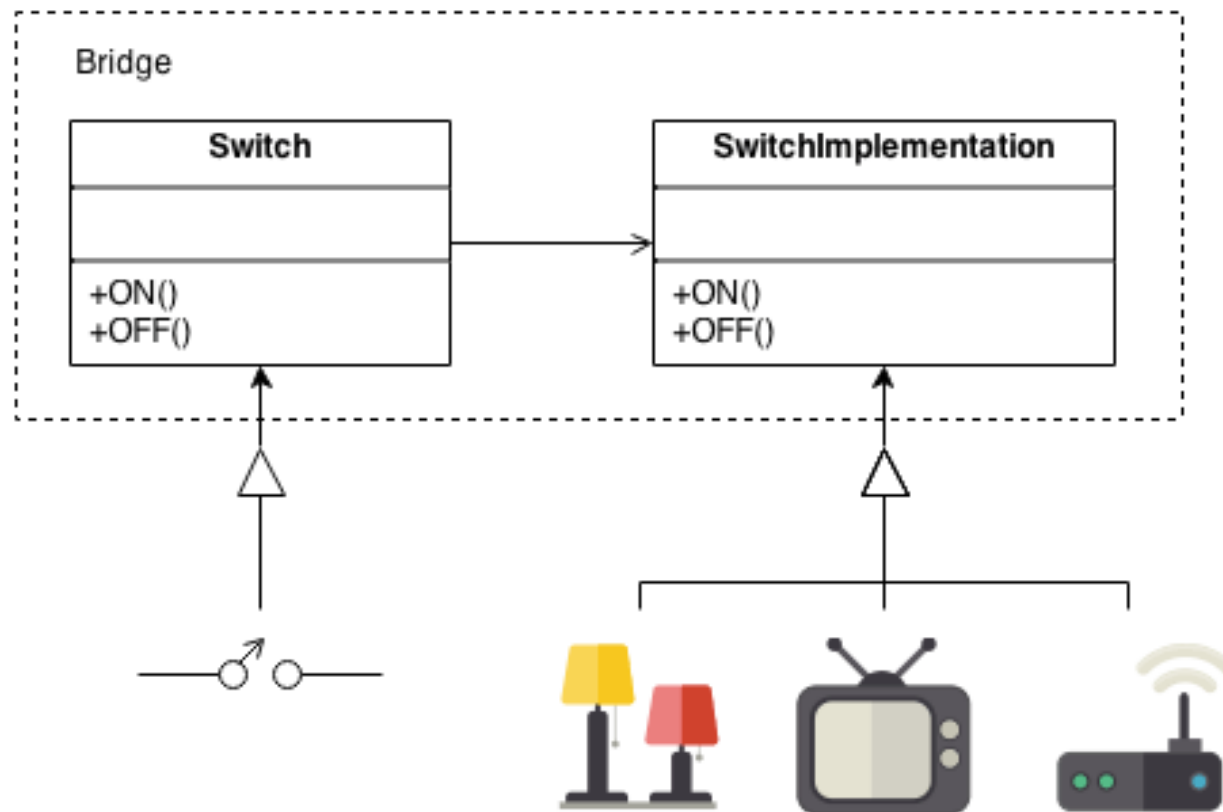 Bridge
Switch
+ON()
+OFF()
SwitchImplementation
+ON()
+OFF()